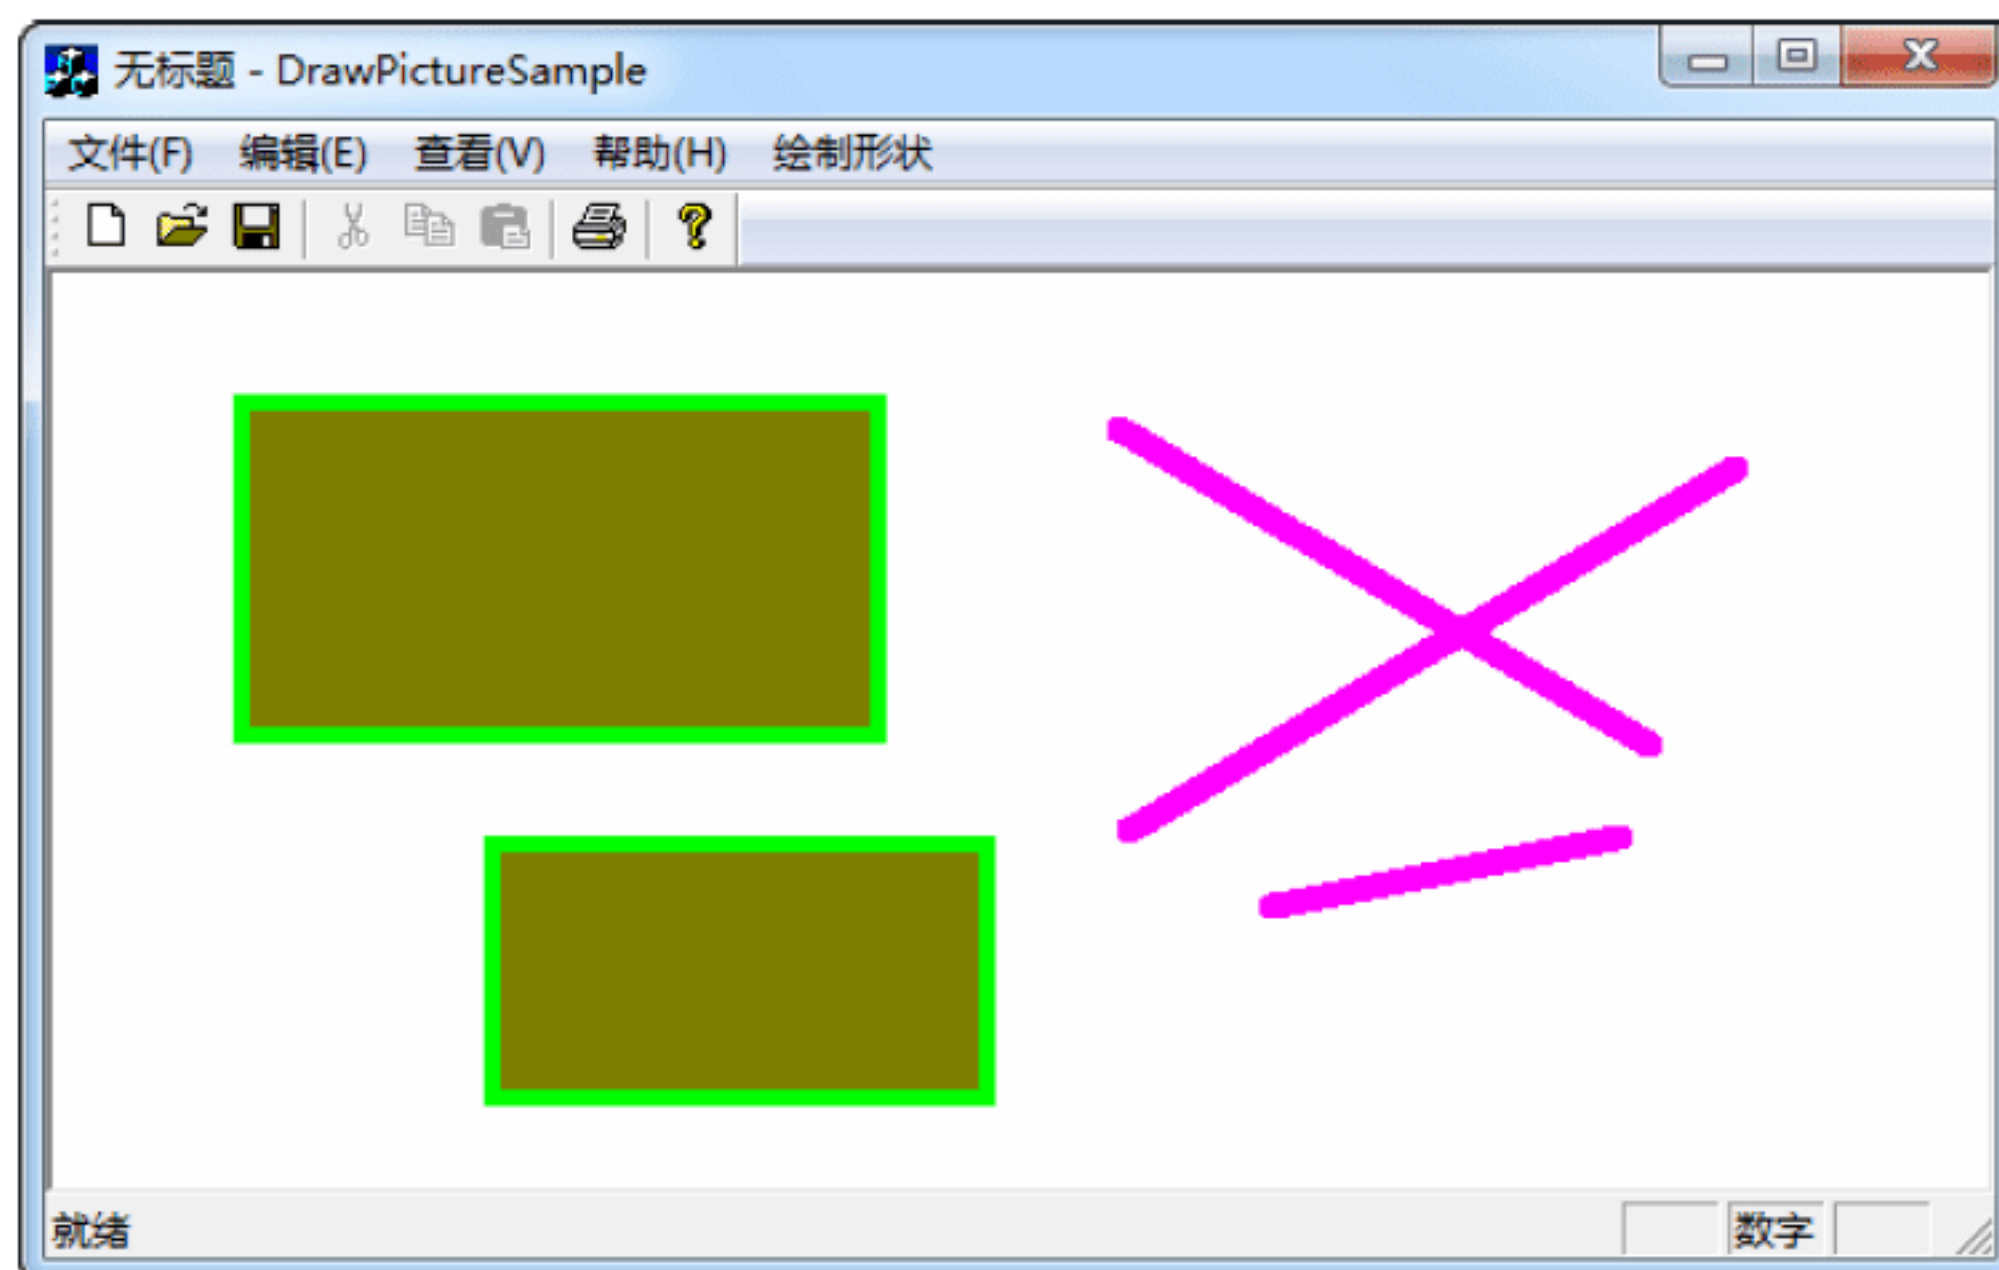 无标题 - DrawPictureSample
文件(F) 编辑(E) 查看(V) 帮助(H) 绘制形状
就绪 数字